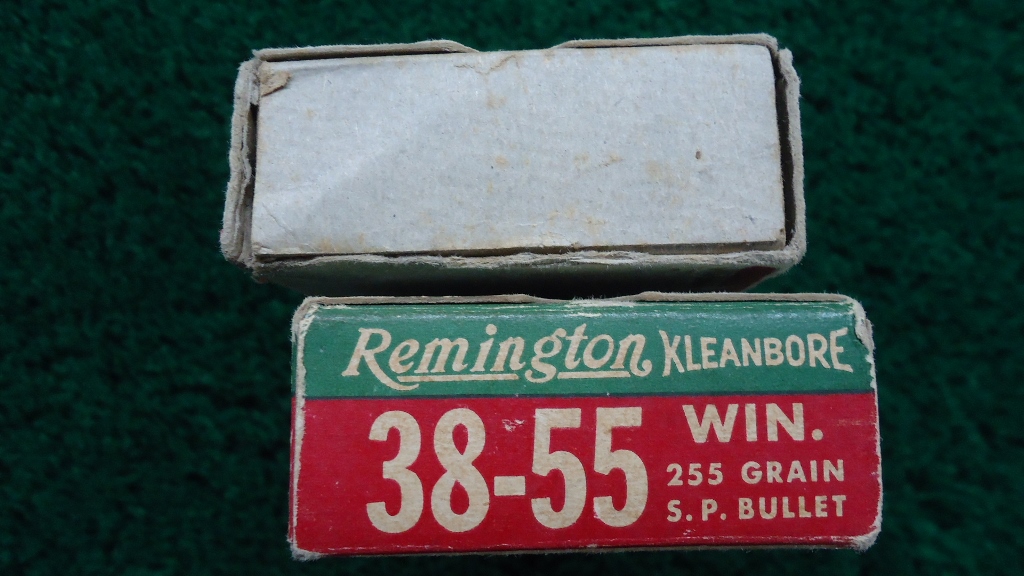 Remington KLEANBORE
38-55 WIN.
255 GRAIN
S.P. BULLET